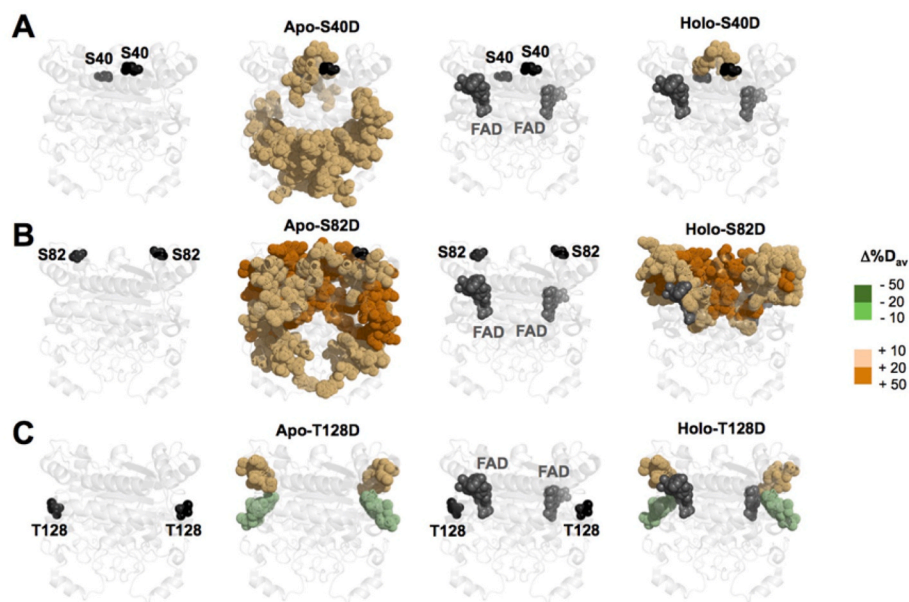 A
S40 S40
Apo-S40D
S40 S40
FAD FAD
Holo-S40D
B
S82 S82
Apo-S82D
S82 S82
FAD FAD
Holo-S82D
Δ%Dav
- 50
- 20
- 10
+ 10
+ 20
+ 50
C
T128 T128
Apo-T128D
FAD FAD
T128 T128
Holo-T128D